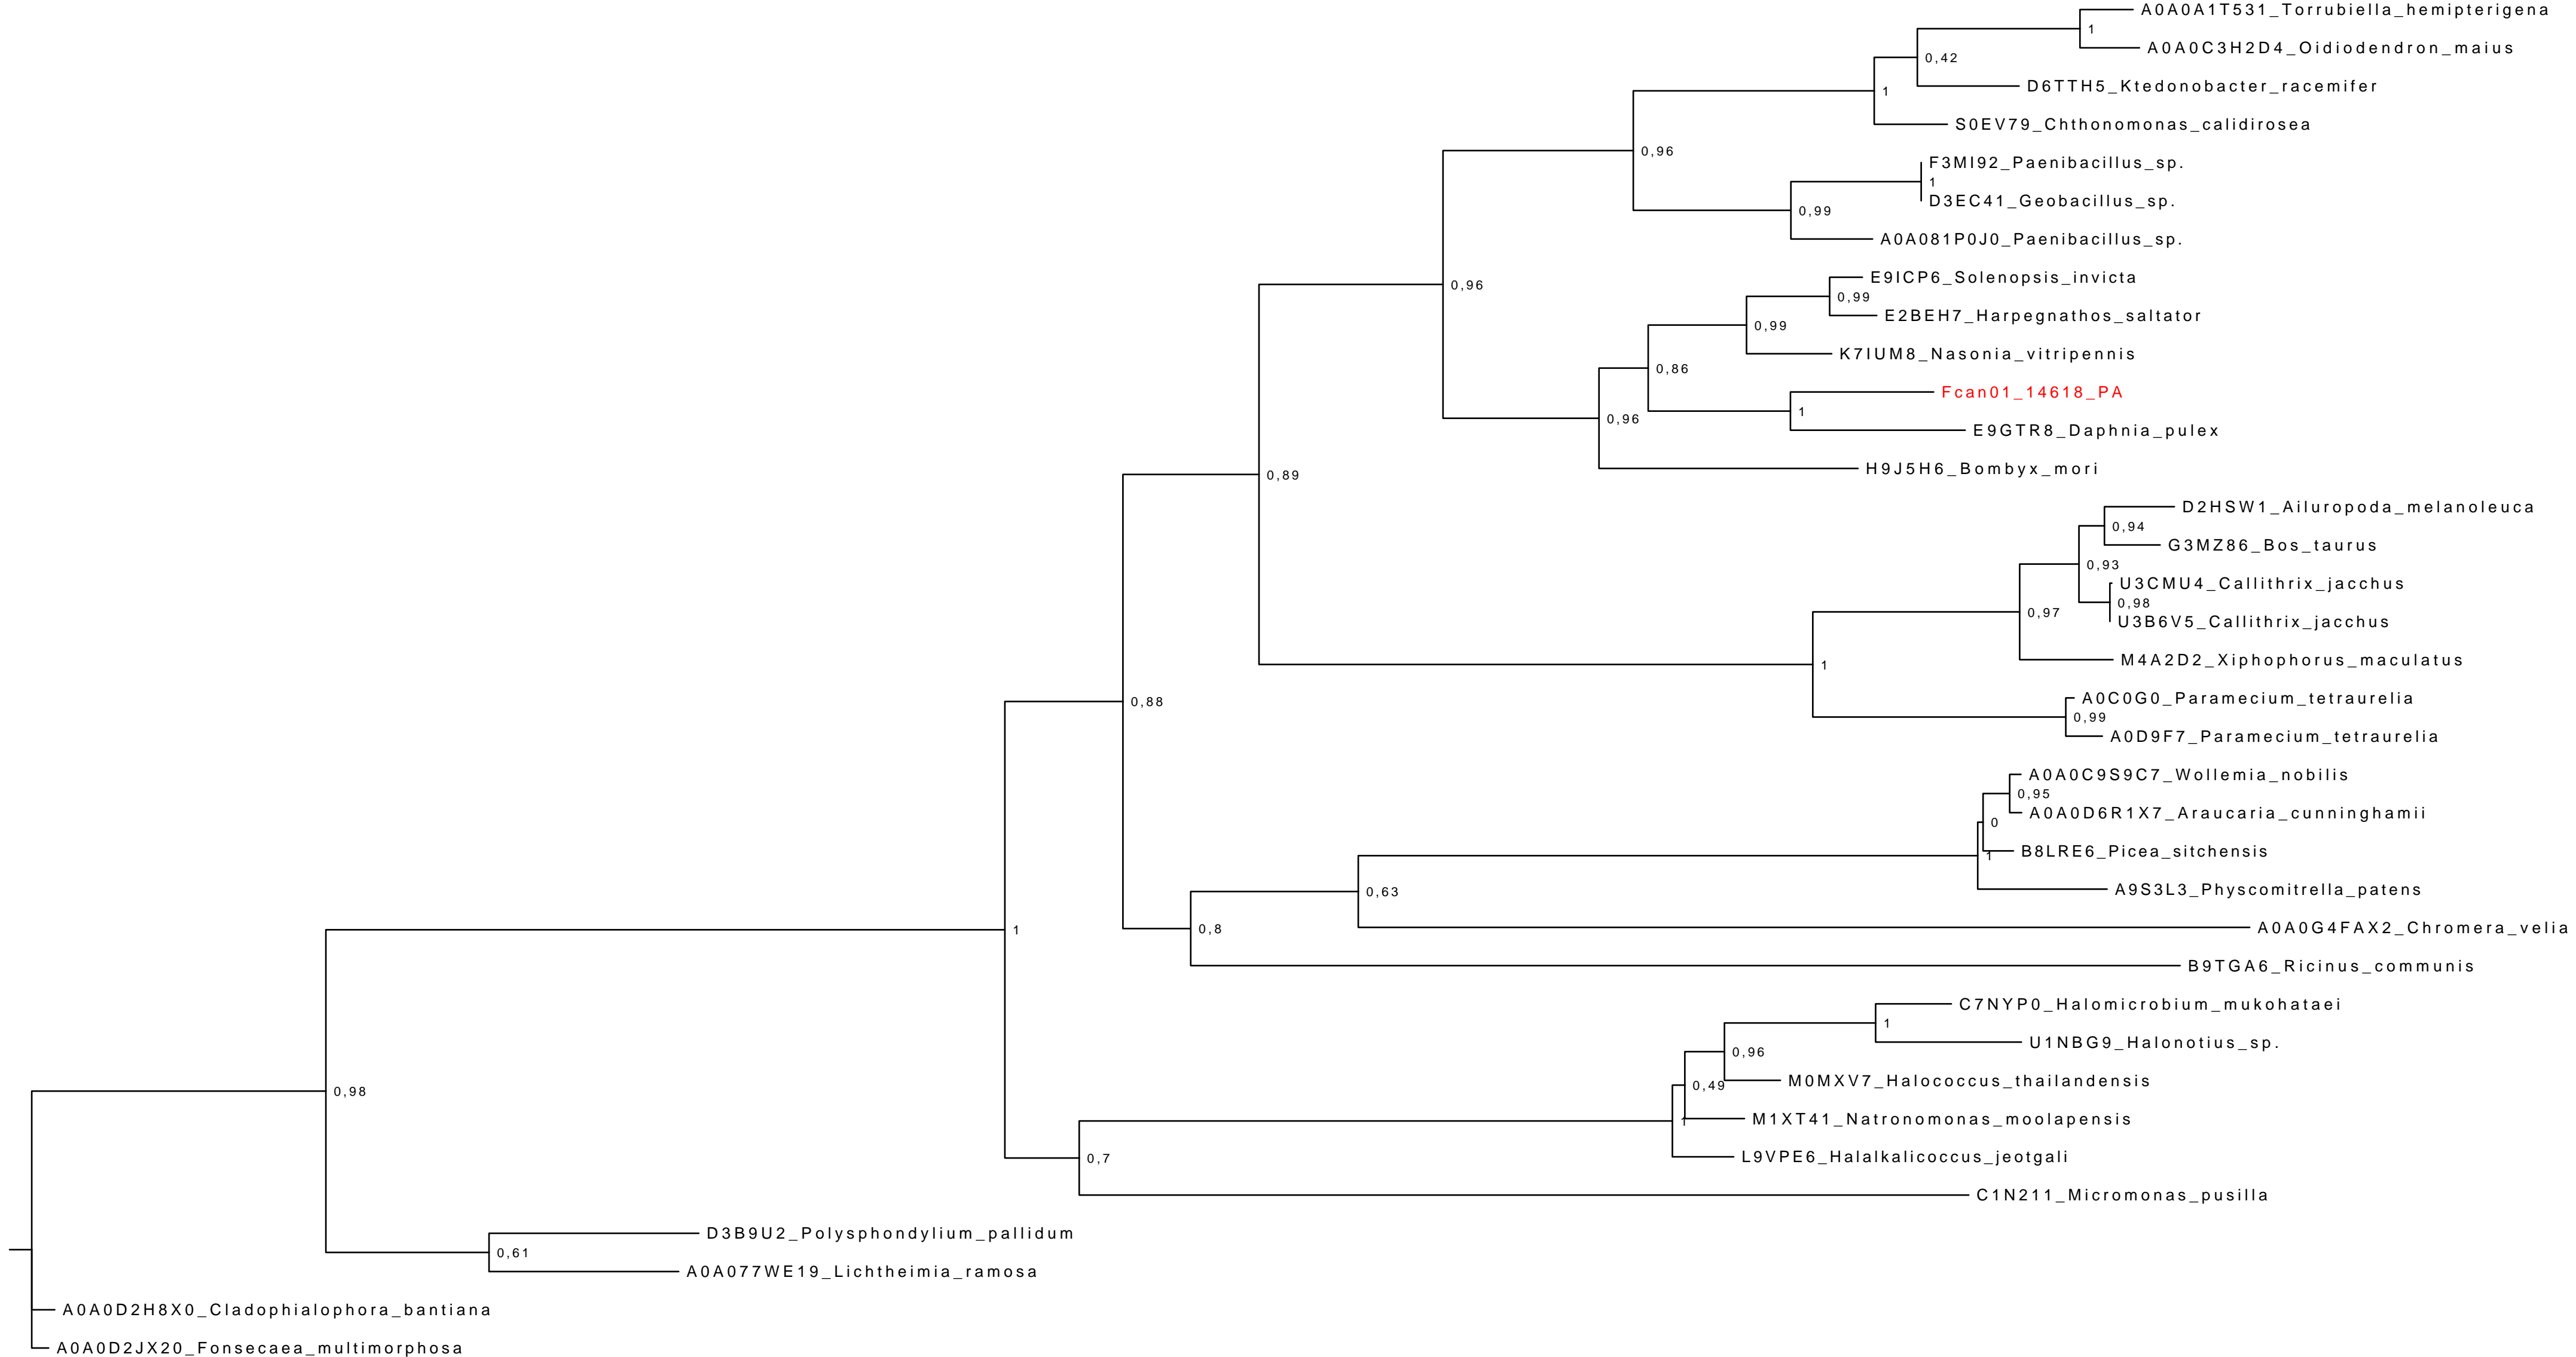 A0A0A1T531_Torrubiella_hemipterigena
1
A0A0C3H2D4_Oidiodendron_maius
0,42
D6TTH5_Ktedonobacter_racemifer
1
S0EV79_Chthonomonas_calidirosea
0,96
F3MI92_Paenibacillus_sp.
1
D3EC41_Geobacillus_sp.
0,99
A0A081P0J0_Paenibacillus_sp.
0,96
E9ICP6_Solenopsis_invicta
0,99
E2BEH7_Harpegnathos_saltator
0,99
K7IUM8_Nasonia_vitripennis
0,86
Fcan01_14618_PA
1
0,96
E9GTR8_Daphnia_pulex
H9J5H6_Bombyx_mori
0,89
D2HSW1_Ailuropoda_melanoleuca
0,94
G3MZ86_Bos_taurus
0,93
U3CMU4_Callithrix_jacchus
0,98
0,97
U3B6V5_Callithrix_jacchus
M4A2D2_Xiphophorus_maculatus
1
A0C0G0_Paramecium_tetraurelia
0,88
0,99
A0D9F7_Paramecium_tetraurelia
A0A0C9S9C7_Wollemia_nobilis
0,95
A0A0D6R1X7_Araucaria_cunninghamii
0
B8LRE6_Picea_sitchensis
1
A9S3L3_Physcomitrella_patens
0,63
A0A0G4FAX2_Chromera_velia
0,8
1
B9TGA6_Ricinus_communis
C7NYP0_Halomicrobium_mukohataei
1
U1NBG9_Halonotius_sp.
0,96
M0MXV7_Halococcus_thailandensis
0,49
0,98
M1XT41_Natronomonas_moolapensis
1
L9VPE6_Halalkalicoccus_jeotgali
0,7
C1N211_Micromonas_pusilla
D3B9U2_Polysphondylium_pallidum
0,61
A0A077WE19_Lichtheimia_ramosa
A0A0D2H8X0_Cladophialophora_bantiana
A0A0D2JX20_Fonsecaea_multimorphosa